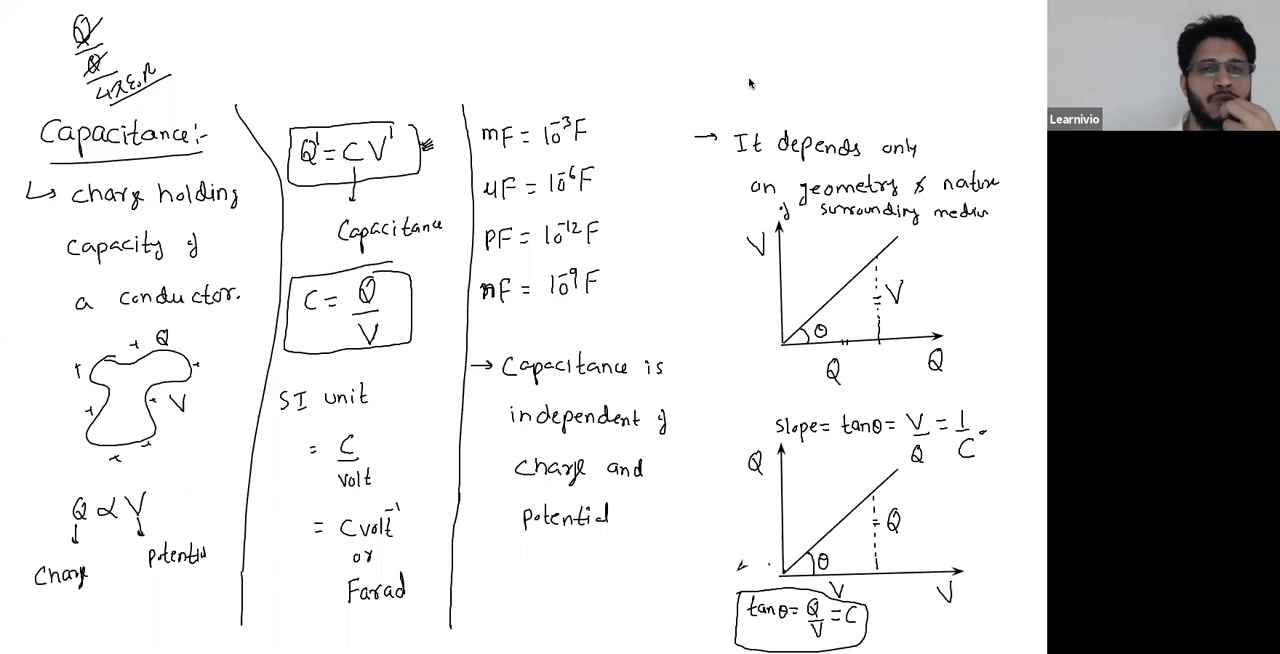 Q
Q
4πε₀r
Capacitance:-
↳ charge holding
capacity of
a conductor.
+ Q
+ +
+ + V
+ +
Q ∝ V
Charge potential
Q' = C V'
Capacitance
C = Q/V
SI unit
= C/volt
= C volt⁻¹
or
Farad
mF = 10⁻³F
μF = 10⁻⁶F
PF = 10⁻¹²F
nF = 10⁻⁹F
→ Capacitance is
independent of
charge and
potential
→ It depends only
on geometry & nature
of surrounding medium
V
V
θ
Q Q
slope = tanθ = V/Q = 1/C.
Q
Q
θ
V V
tanθ = Q/V = C
Learnivio